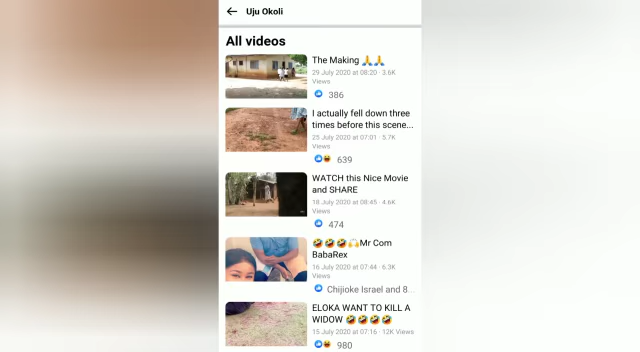 Uju Okoli
All videos
The Making 🙏🙏
29 July 2020 at 08:20 · 3.6K
Views
386
I actually fell down three
times before this scene...
25 July 2020 at 07:01 · 5.7K
Views
639
WATCH this Nice Movie
and SHARE
18 July 2020 at 08:45 · 4.6K
Views
474
🤣🤣🤣🙌Mr Com
BabaRex
16 July 2020 at 07:44 · 6.3K
Views
Chijioke Israel and 8...
ELOKA WANT TO KILL A
WIDOW 🤣🤣🤣🤣
15 July 2020 at 07:16 · 12K Views
980